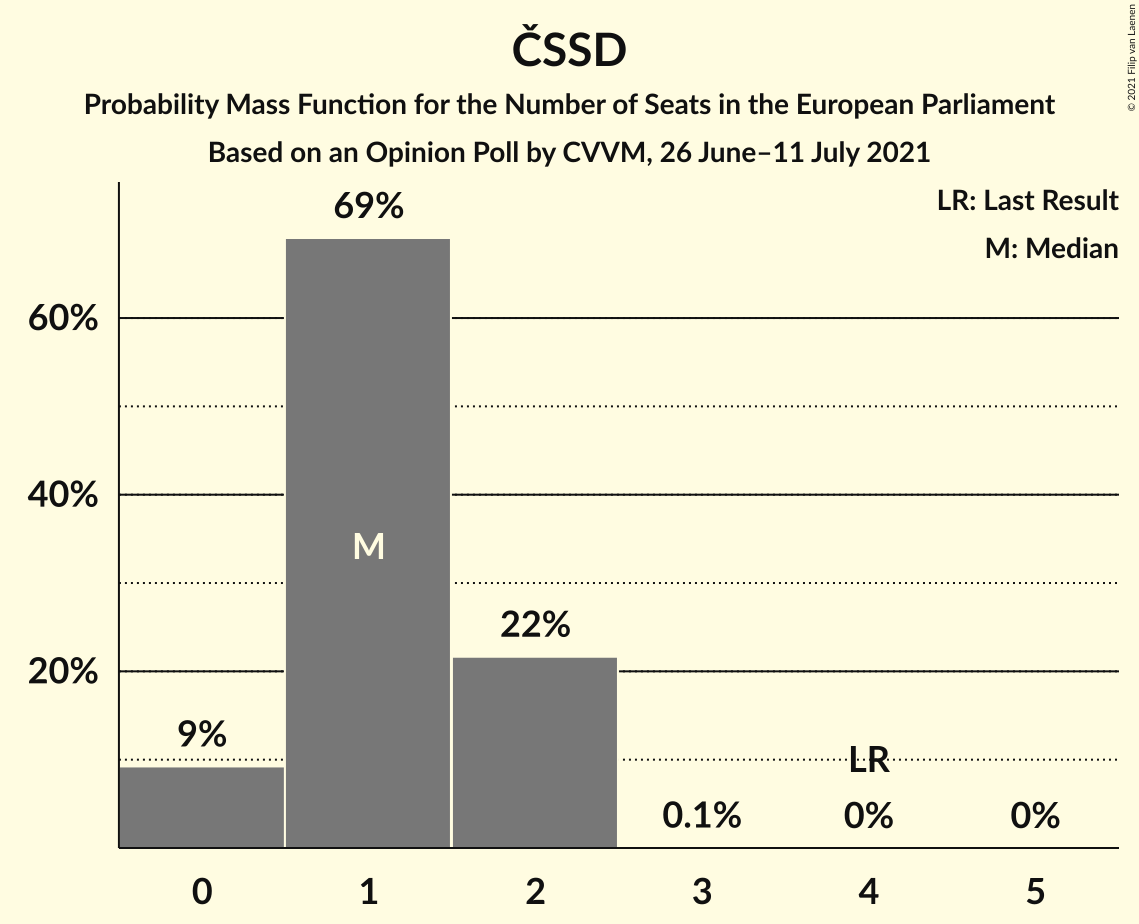 ČSSD
Probability Mass Function for the Number of Seats in the European Parliament
Based on an Opinion Poll by CVVM, 26 June–11 July 2021
© 2021 Filip van Laenen
LR: Last Result
M: Median
69%
60%
40%
M
22%
20%
9%
LR
0.1%
0%
0%
0
1
2
3
4
5